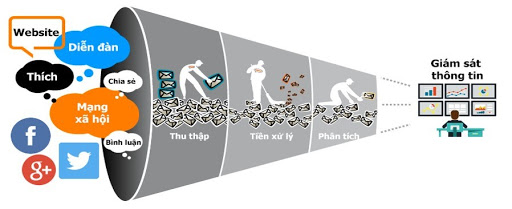 Website
Diễn đàn
Thích
Chia sẻ
Mạng
xã hội
Bình luận
f
g+
Thu thập
Tiền xử lý
Phân tích
Giám sát
thông tin